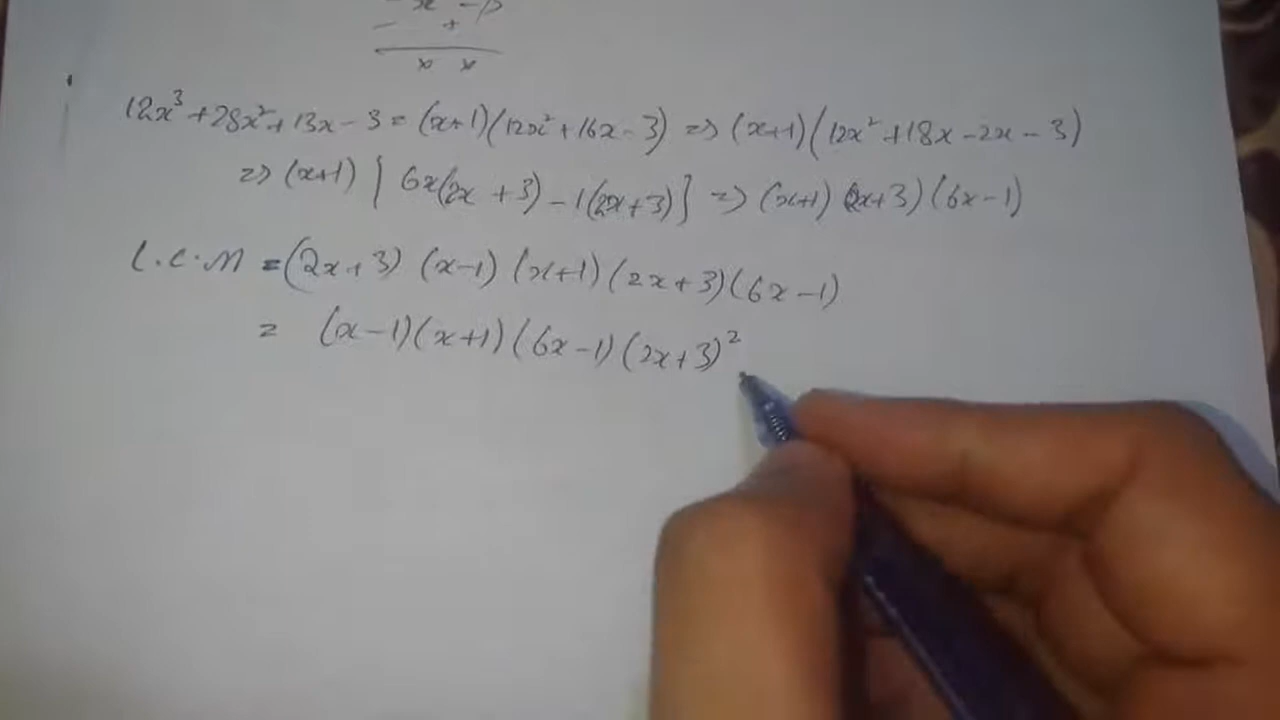 - +
x x
12x³ + 28x² + 13x - 3 = (x+1)(12x² + 16x - 3) => (x+1)(12x² + 18x - 2x - 3)
=> (x+1) { 6x(2x + 3) - 1(2x+3)} => (x+1) (2x+3) (6x-1)
L.C.M = (2x+3) (x-1) (x+1) (2x+3)(6x-1)
= (x-1)(x+1)(6x-1)(2x+3)²